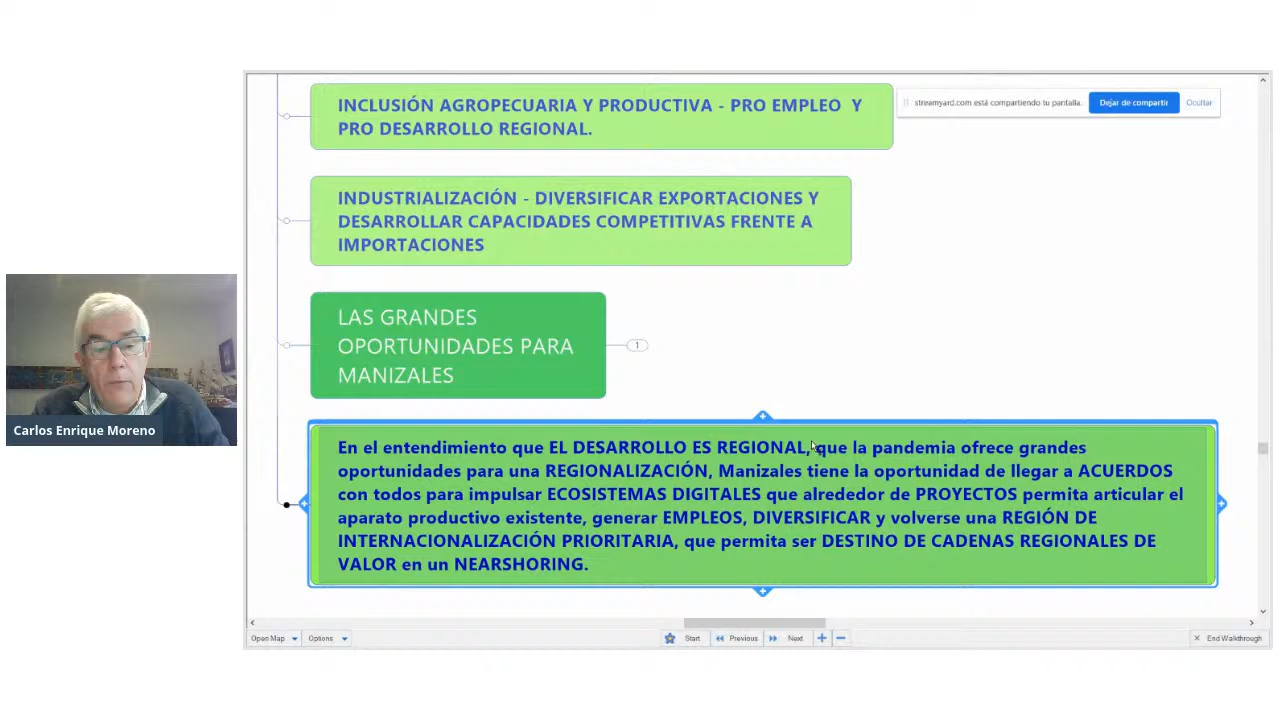 INCLUSIÓN AGROPECUARIA Y PRODUCTIVA - PRO EMPLEO Y
PRO DESARROLLO REGIONAL.
streamyard.com está compartiendo tu pantalla.
Dejar de compartir
Ocultar
INDUSTRIALIZACIÓN - DIVERSIFICAR EXPORTACIONES Y
DESARROLLAR CAPACIDADES COMPETITIVAS FRENTE A
IMPORTACIONES
LAS GRANDES
OPORTUNIDADES PARA
MANIZALES
1
Carlos Enrique Moreno
En el entendimiento que EL DESARROLLO ES REGIONAL, que la pandemia ofrece grandes
oportunidades para una REGIONALIZACIÓN, Manizales tiene la oportunidad de llegar a ACUERDOS
con todos para impulsar ECOSISTEMAS DIGITALES que alrededor de PROYECTOS permita articular el
aparato productivo existente, generar EMPLEOS, DIVERSIFICAR y volverse una REGIÓN DE
INTERNACIONALIZACIÓN PRIORITARIA, que permita ser DESTINO DE CADENAS REGIONALES DE
VALOR en un NEARSHORING.
Open Map Options Start Previous Next End Walkthrough